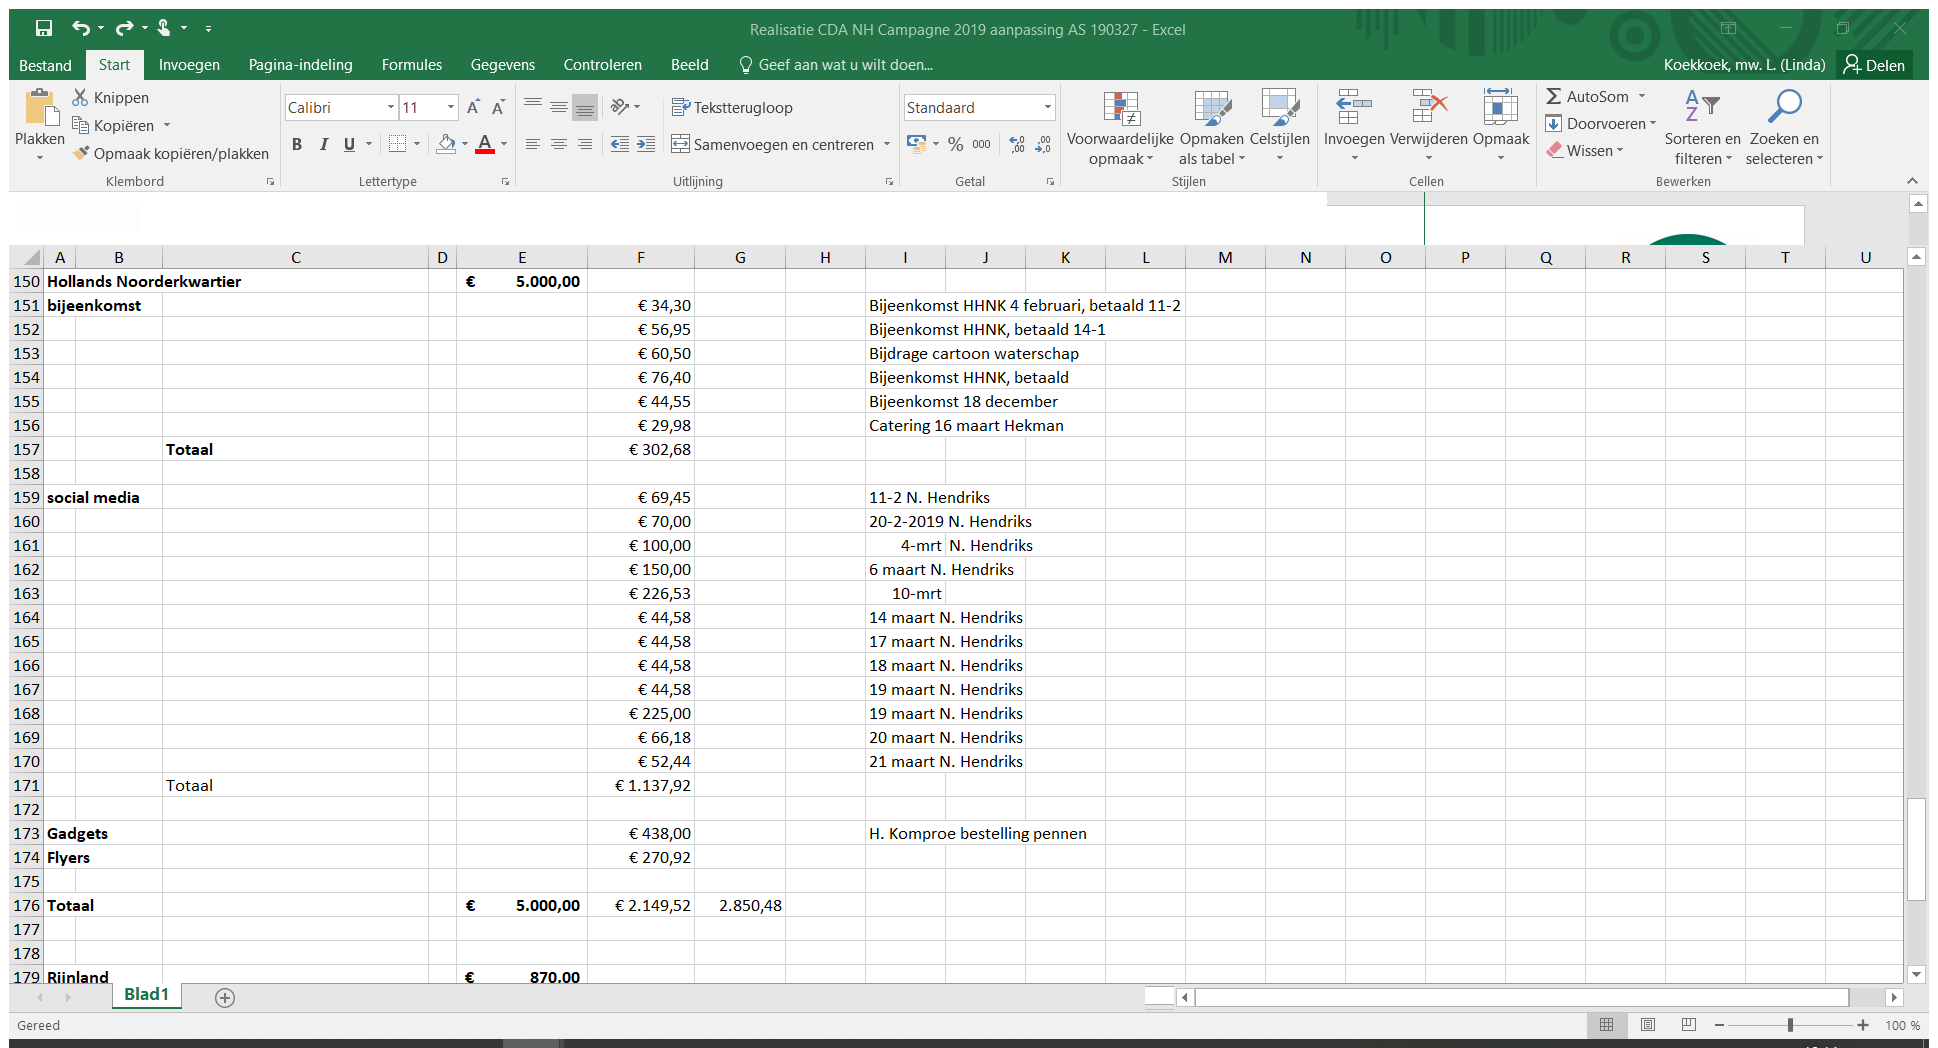 Realisatie CDA NH Campagne 2019 aanpassing AS 190327 - Excel
Bestand Start Invoegen Pagina-indeling Formules Gegevens Controleren Beeld Geef aan wat u wilt doen... Koekkoek, mw. L. (Linda) Delen
Plakken
Knippen
Kopiëren
Opmaak kopiëren/plakken
Klembord
Calibri 11
B I U
Lettertype
Tekstterugloop
Samenvoegen en centreren
Uitlijning
Standaard
% 000
Getal
Voorwaardelijke opmaak
Opmaken als tabel
Celstijlen
Stijlen
Invoegen Verwijderen Opmaak
Cellen
AutoSom
Doorvoeren
Wissen
Sorteren en filteren
Zoeken en selecteren
Bewerken
A B C D E F G H I J K L M N O P Q R S T U
150 Hollands Noorderkwartier € 5.000,00
151 bijeenkomst € 34,30 Bijeenkomst HHNK 4 februari, betaald 11-2
152 € 56,95 Bijeenkomst HHNK, betaald 14-1
153 € 60,50 Bijdrage cartoon waterschap
154 € 76,40 Bijeenkomst HHNK, betaald
155 € 44,55 Bijeenkomst 18 december
156 € 29,98 Catering 16 maart Hekman
157 Totaal € 302,68
158
159 social media € 69,45 11-2 N. Hendriks
160 € 70,00 20-2-2019 N. Hendriks
161 € 100,00 4-mrt N. Hendriks
162 € 150,00 6 maart N. Hendriks
163 € 226,53 10-mrt
164 € 44,58 14 maart N. Hendriks
165 € 44,58 17 maart N. Hendriks
166 € 44,58 18 maart N. Hendriks
167 € 44,58 19 maart N. Hendriks
168 € 225,00 19 maart N. Hendriks
169 € 66,18 20 maart N. Hendriks
170 € 52,44 21 maart N. Hendriks
171 Totaal € 1.137,92
172
173 Gadgets € 438,00 H. Komproe bestelling pennen
174 Flyers € 270,92
175
176 Totaal € 5.000,00 € 2.149,52 2.850,48
177
178
179 Rijnland € 870,00
Blad1
Gereed 100 %